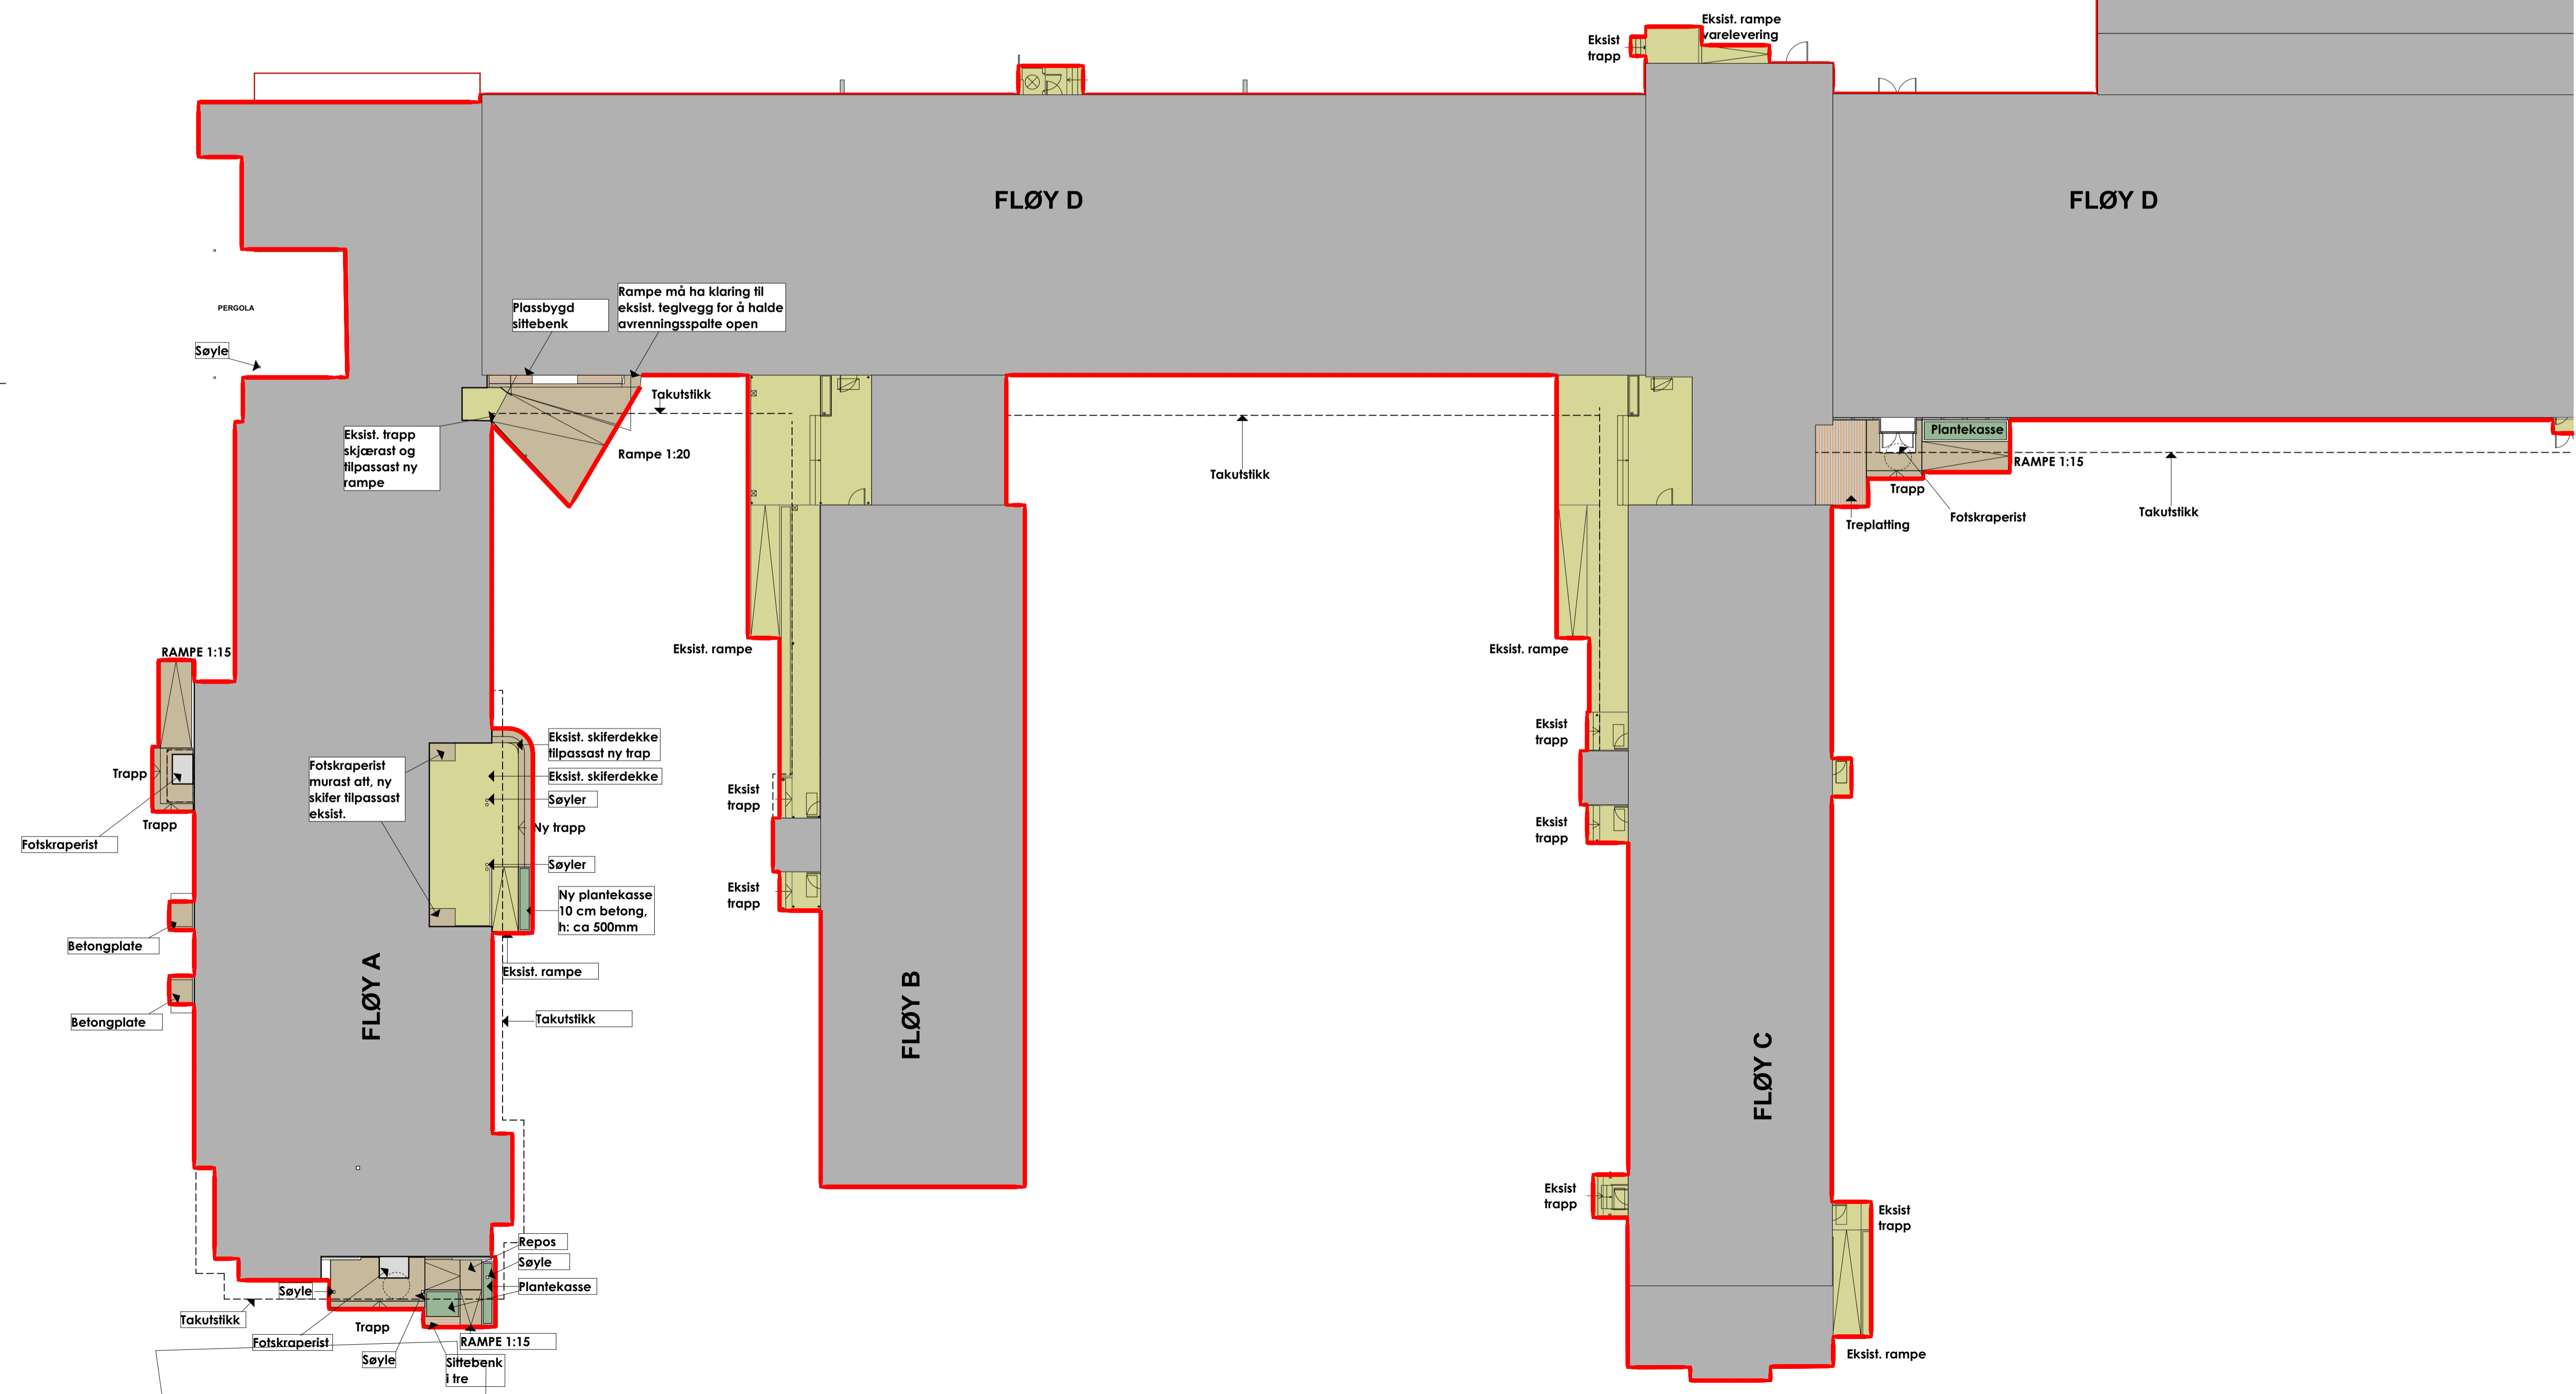 Eksist. rampe
varelevering
Eksist
trapp
FLØY D
FLØY D
Plassbygd
sittebenk
Rampe må ha klaring til
eksist. teglvegg for å halde
avrenningsspalte open
PERGOLA
Søyle
Takutstikk
Eksist. trapp
skjærast og
tilpassast ny
rampe
Rampe 1:20
Takutstikk
Plantekasse
RAMPE 1:15
Trapp
Fotskraperist
Treplatting
Takutstikk
Eksist. rampe
Eksist. rampe
RAMPE 1:15
Eksist. skiferdekke
tilpassast ny trap
Eksist. skiferdekke
Søyler
Ny trapp
Søyler
Fotskraperist
murast att, ny
skifer tilpassast
eksist.
Trapp
Trapp
Fotskraperist
Eksist
trapp
Eksist
trapp
Eksist
trapp
Eksist
trapp
Ny plantekasse
10 cm betong,
h: ca 500mm
Betongplate
Eksist. rampe
Betongplate
Takutstikk
FLØY A
FLØY B
FLØY C
Eksist
trapp
Eksist
trapp
Repos
Søyle
Plantekasse
Søyle
Takutstikk
Trapp
Fotskraperist
RAMPE 1:15
Søyle
Sittebenk
i tre
Eksist. rampe